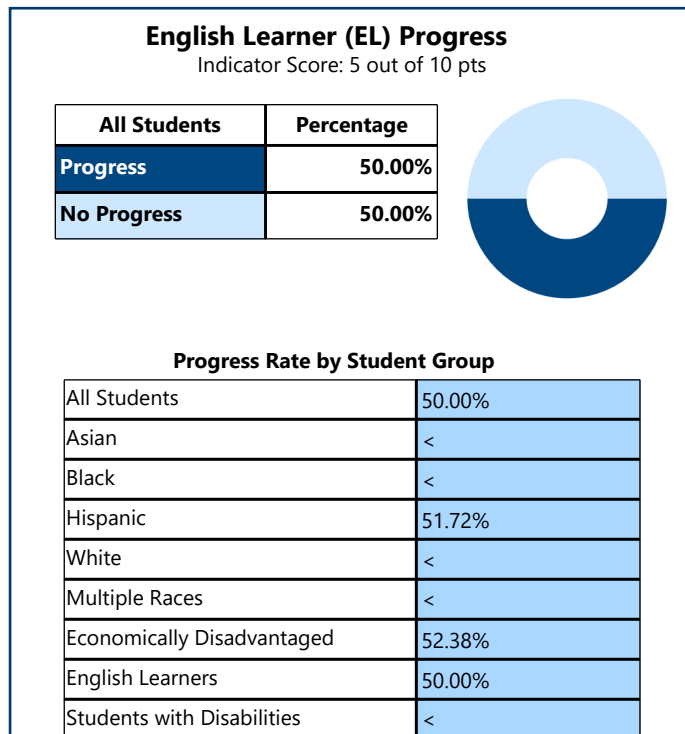 English Learner (EL) Progress
Indicator Score: 5 out of 10 pts
All Students Percentage
Progress 50.00%
No Progress 50.00%
Progress Rate by Student Group
All Students 50.00%
Asian <
Black <
Hispanic 51.72%
White <
Multiple Races <
Economically Disadvantaged 52.38%
English Learners 50.00%
Students with Disabilities <